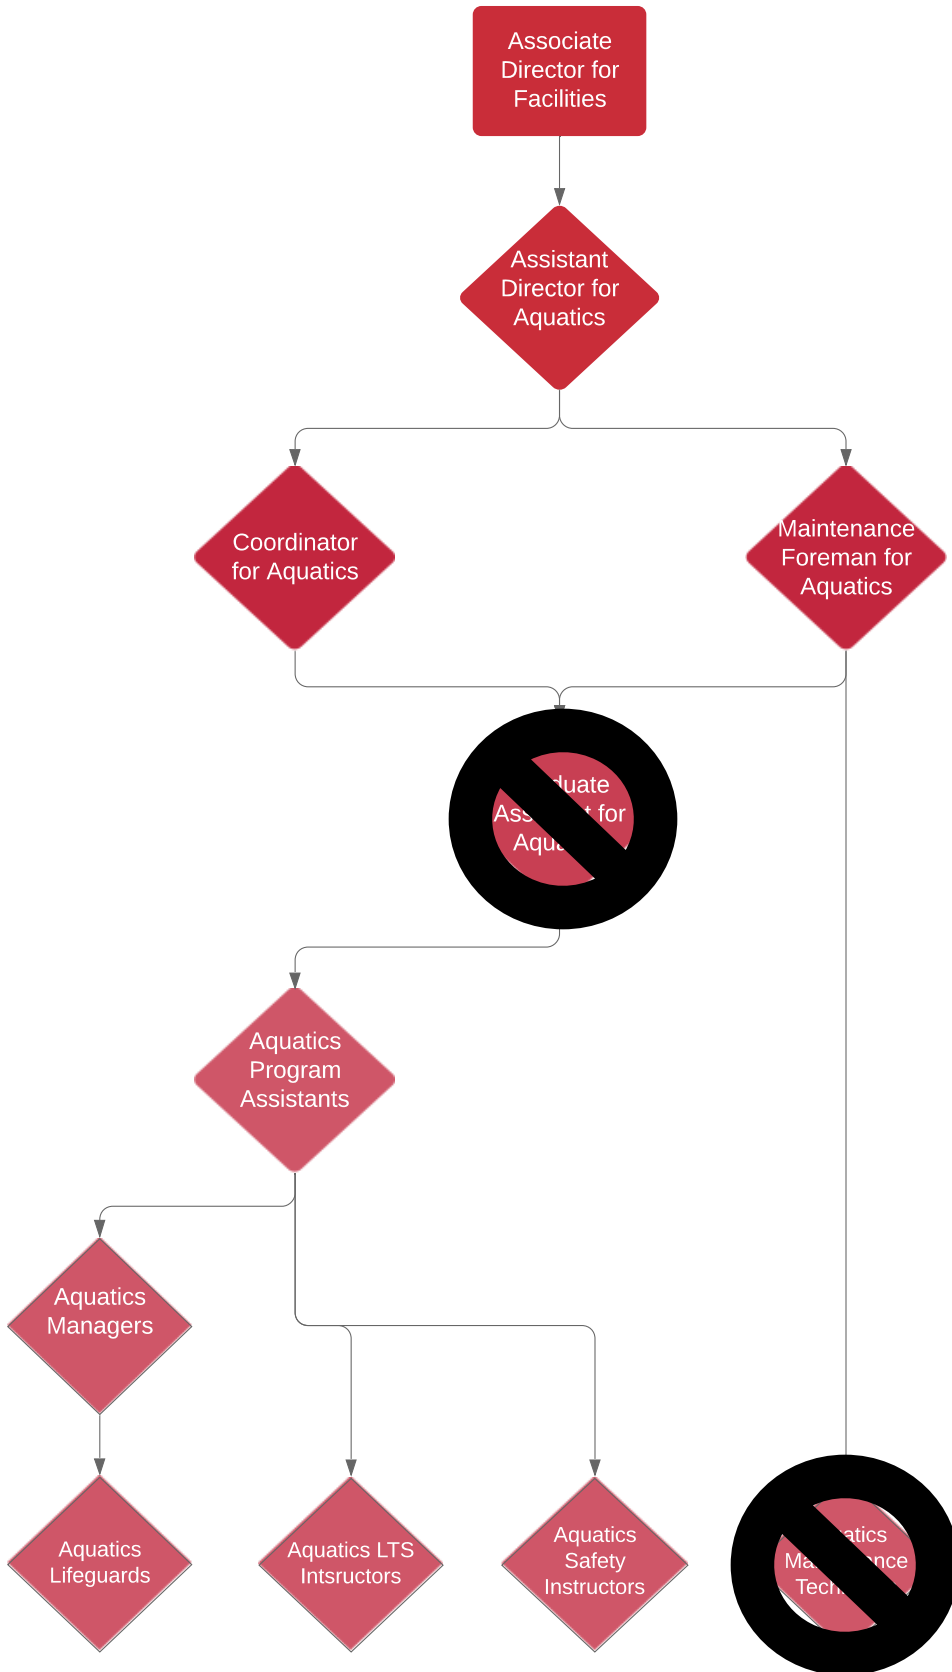 Associate
Director for
Facilities
Assistant
Director for
Aquatics
Coordinator
for Aquatics
Maintenance
Foreman for
Aquatics
for
Aquatics
Program
Assistants
Aquatics
Managers
Aquatics
Lifeguards
Aquatics LTS
Intsructors
Aquatics
Safety
Instructors